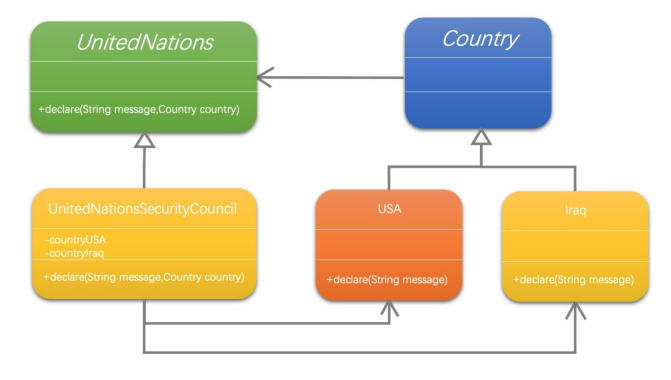 UnitedNations
+declare(String message,Country country)
Country
UnitedNationsSecurityCouncil
-countryUSA
-countryIraq
+declare(String message,Country country)
USA
+declare(String message)
Iraq
+declare(String message)